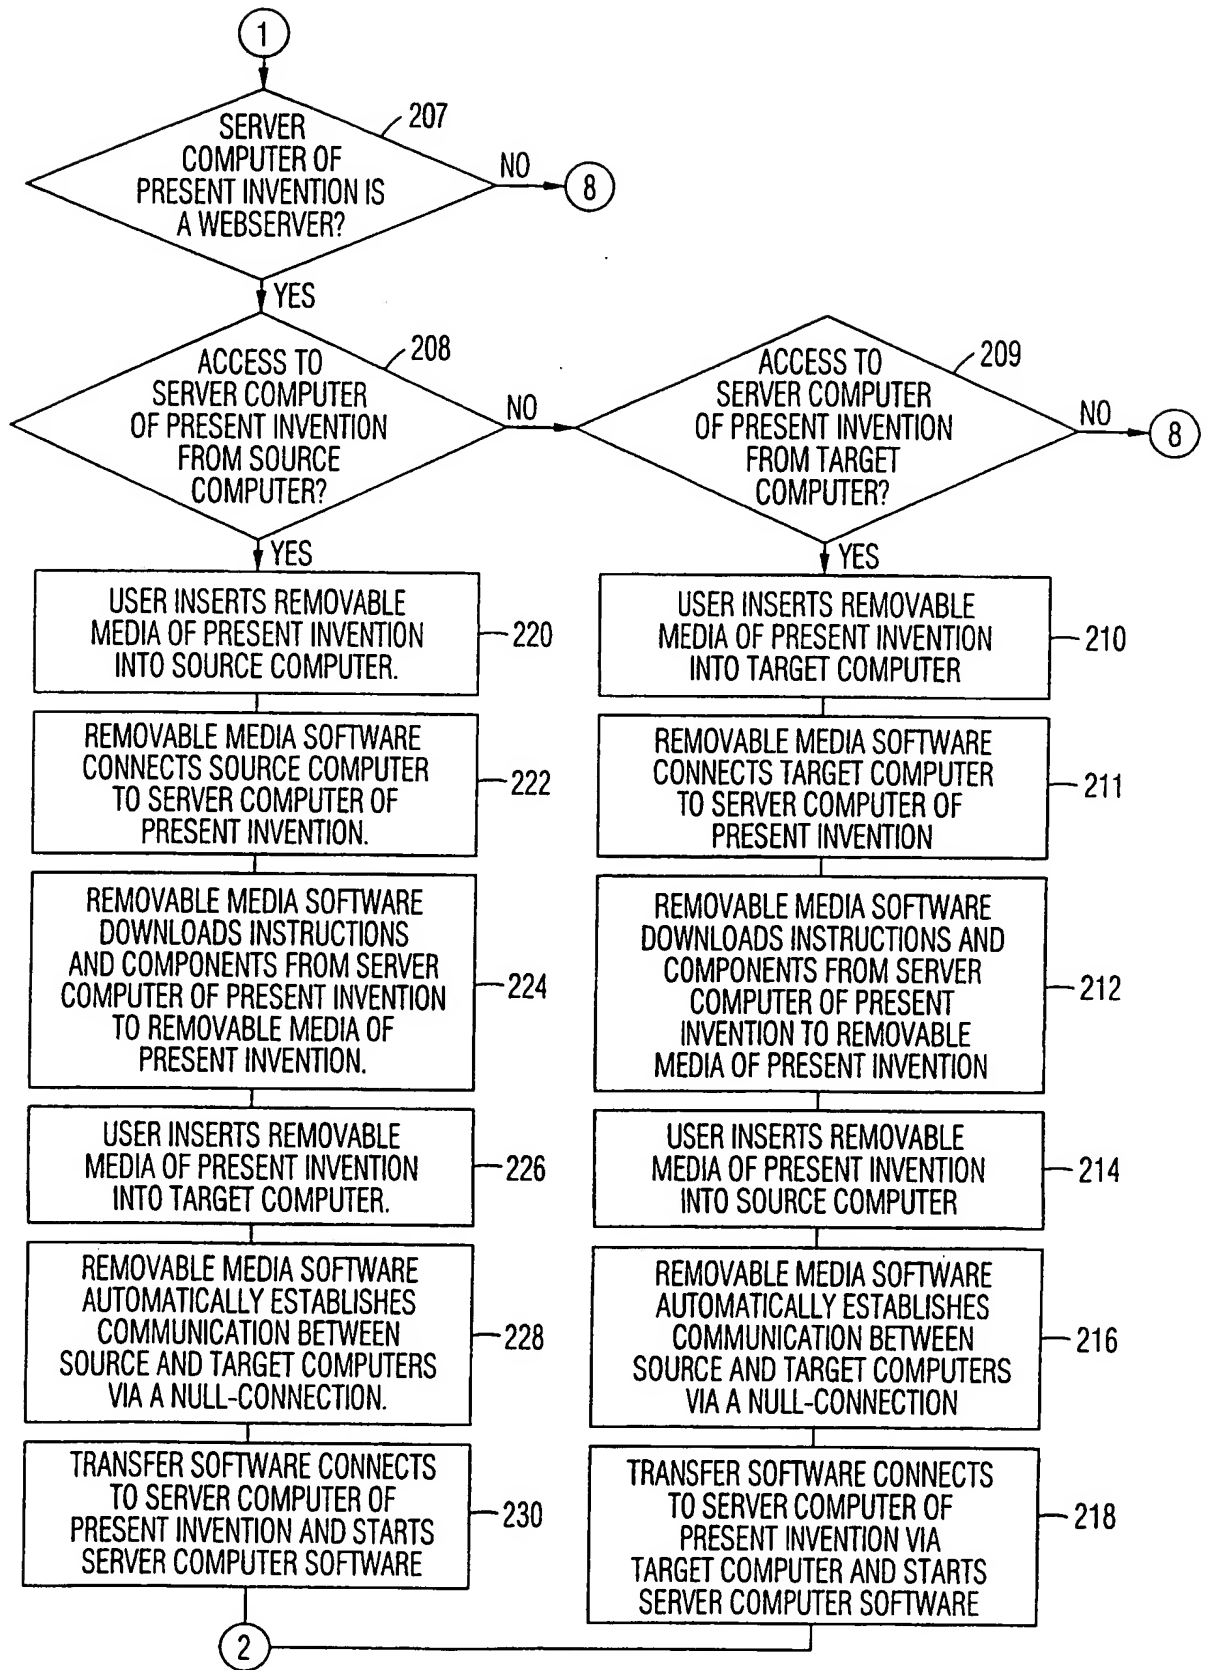 1
207
SERVER
COMPUTER OF
PRESENT INVENTION IS
A WEBSERVER?
NO
8
YES
208
ACCESS TO
SERVER COMPUTER
OF PRESENT INVENTION
FROM SOURCE
COMPUTER?
NO
209
ACCESS TO
SERVER COMPUTER
OF PRESENT INVENTION
FROM TARGET
COMPUTER?
NO
8
YES
USER INSERTS REMOVABLE
MEDIA OF PRESENT INVENTION
INTO SOURCE COMPUTER.
220
REMOVABLE MEDIA SOFTWARE
CONNECTS SOURCE COMPUTER
TO SERVER COMPUTER OF
PRESENT INVENTION.
222
REMOVABLE MEDIA SOFTWARE
DOWNLOADS INSTRUCTIONS
AND COMPONENTS FROM SERVER
COMPUTER OF PRESENT INVENTION
TO REMOVABLE MEDIA OF
PRESENT INVENTION.
224
USER INSERTS REMOVABLE
MEDIA OF PRESENT INVENTION
INTO TARGET COMPUTER.
226
REMOVABLE MEDIA SOFTWARE
AUTOMATICALLY ESTABLISHES
COMMUNICATION BETWEEN
SOURCE AND TARGET COMPUTERS
VIA A NULL-CONNECTION.
228
TRANSFER SOFTWARE CONNECTS
TO SERVER COMPUTER OF
PRESENT INVENTION AND STARTS
SERVER COMPUTER SOFTWARE
230
YES
USER INSERTS REMOVABLE
MEDIA OF PRESENT INVENTION
INTO TARGET COMPUTER
210
REMOVABLE MEDIA SOFTWARE
CONNECTS TARGET COMPUTER
TO SERVER COMPUTER OF
PRESENT INVENTION
211
REMOVABLE MEDIA SOFTWARE
DOWNLOADS INSTRUCTIONS AND
COMPONENTS FROM SERVER
COMPUTER OF PRESENT
INVENTION TO REMOVABLE
MEDIA OF PRESENT INVENTION
212
USER INSERTS REMOVABLE
MEDIA OF PRESENT INVENTION
INTO SOURCE COMPUTER
214
REMOVABLE MEDIA SOFTWARE
AUTOMATICALLY ESTABLISHES
COMMUNICATION BETWEEN
SOURCE AND TARGET COMPUTERS
VIA A NULL-CONNECTION
216
TRANSFER SOFTWARE CONNECTS
TO SERVER COMPUTER OF
PRESENT INVENTION VIA
TARGET COMPUTER AND STARTS
SERVER COMPUTER SOFTWARE
218
2